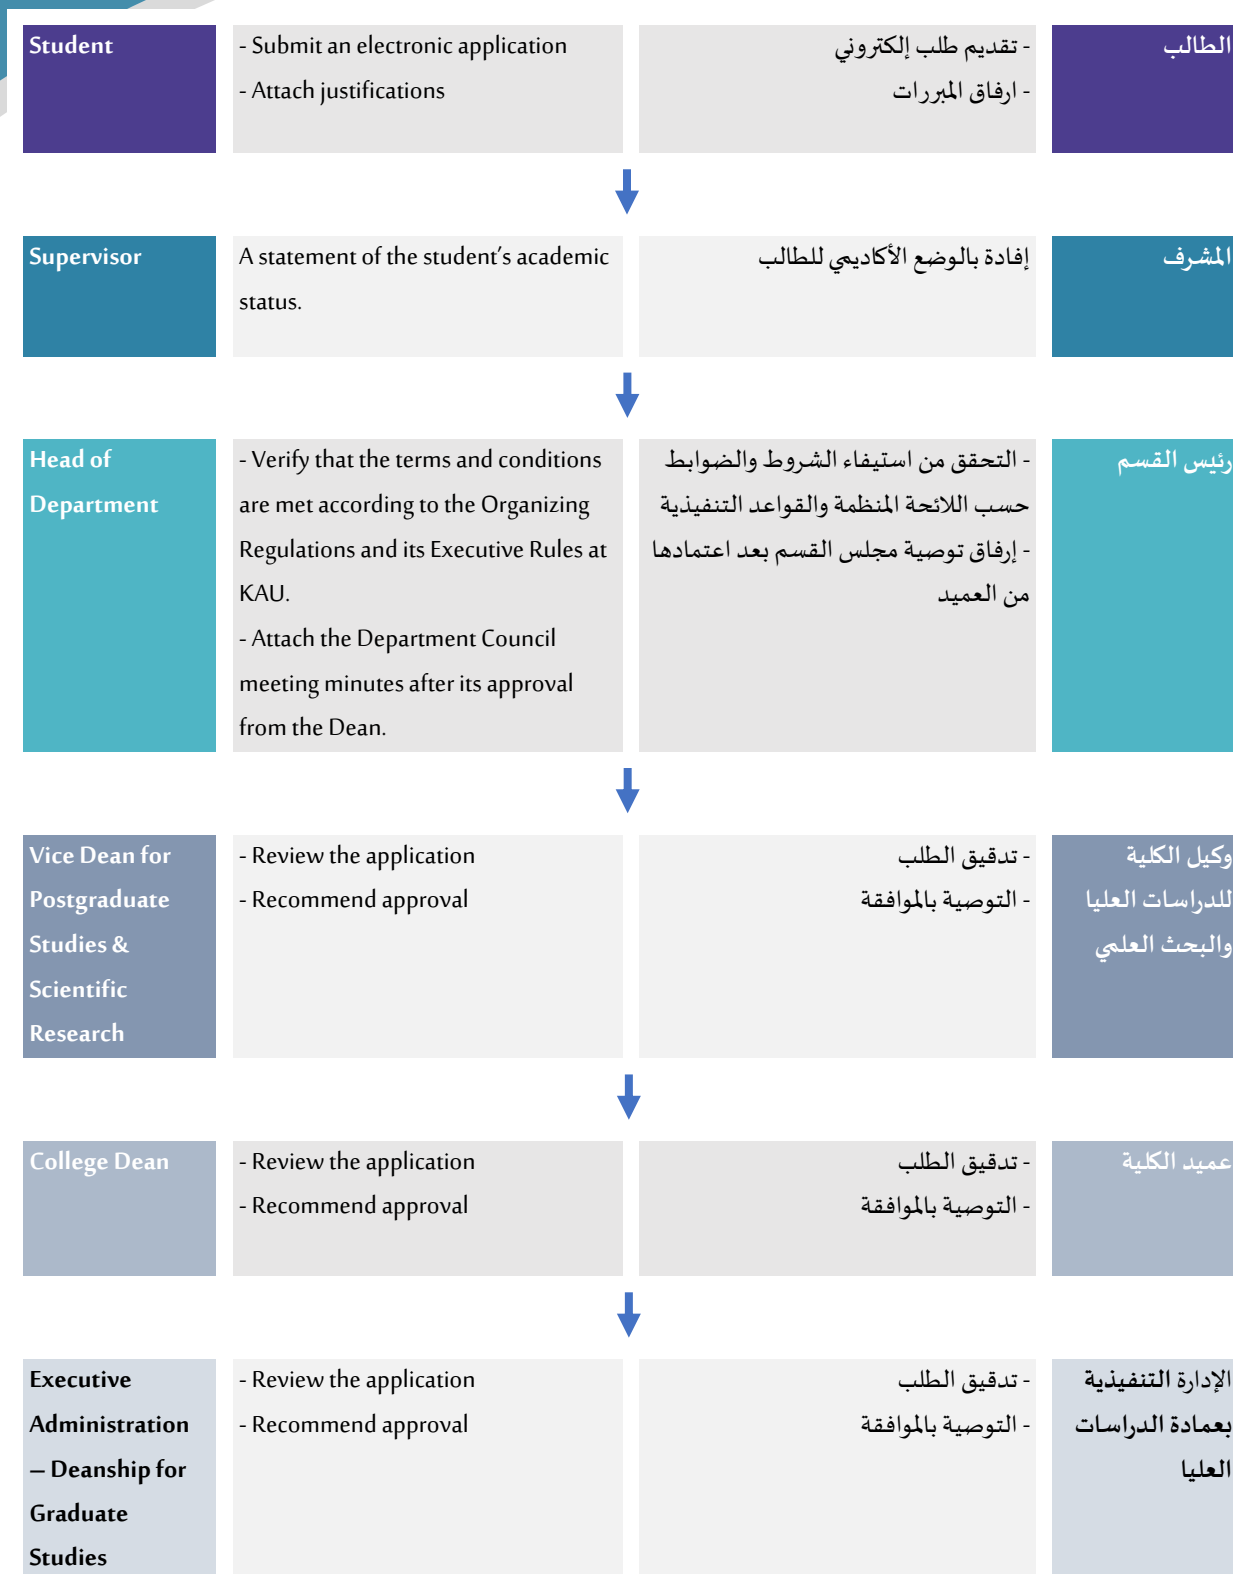 Student
- Submit an electronic application
- Attach justifications
- تقديم طلب إلكتروني
- ارفاق المبررات
الطالب
Supervisor
A statement of the student’s academic
status.
إفادة بالوضع الأكاديمي للطالب
المشرف
Head of
Department
- Verify that the terms and conditions
are met according to the Organizing
Regulations and its Executive Rules at
KAU.
- Attach the Department Council
meeting minutes after its approval
from the Dean.
- التحقق من استيفاء الشروط والضوابط
حسب اللائحة المنظمة والقواعد التنفيذية
- إرفاق توصية مجلس القسم بعد اعتمادها
من العميد
رئيس القسم
Vice Dean for
Postgraduate
Studies &
Scientific
Research
- Review the application
- Recommend approval
- تدقيق الطلب
- التوصية بالموافقة
وكيل الكلية
للدراسات العليا
والبحث العلمي
College Dean
- Review the application
- Recommend approval
- تدقيق الطلب
- التوصية بالموافقة
عميد الكلية
Executive
Administration
– Deanship for
Graduate
Studies
- Review the application
- Recommend approval
- تدقيق الطلب
- التوصية بالموافقة
الإدارة التنفيذية
بعمادة الدراسات
العليا